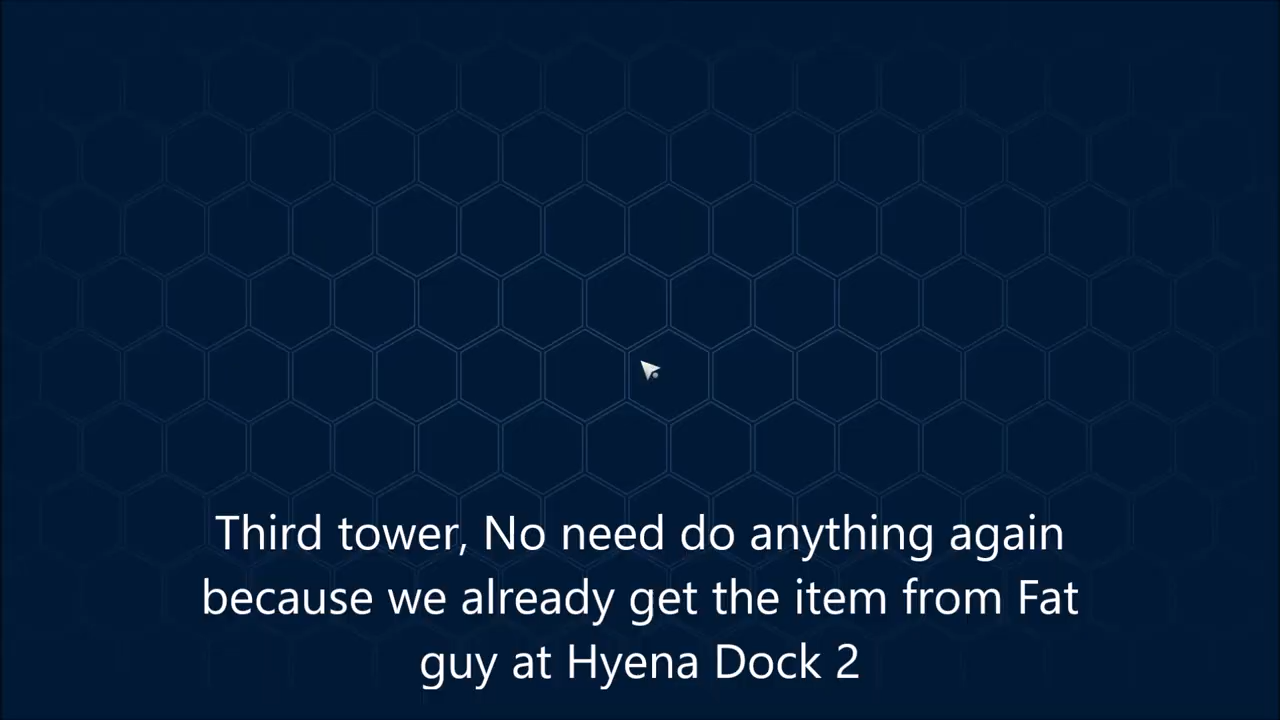 Third tower, No need do anything again
because we already get the item from Fat
guy at Hyena Dock 2